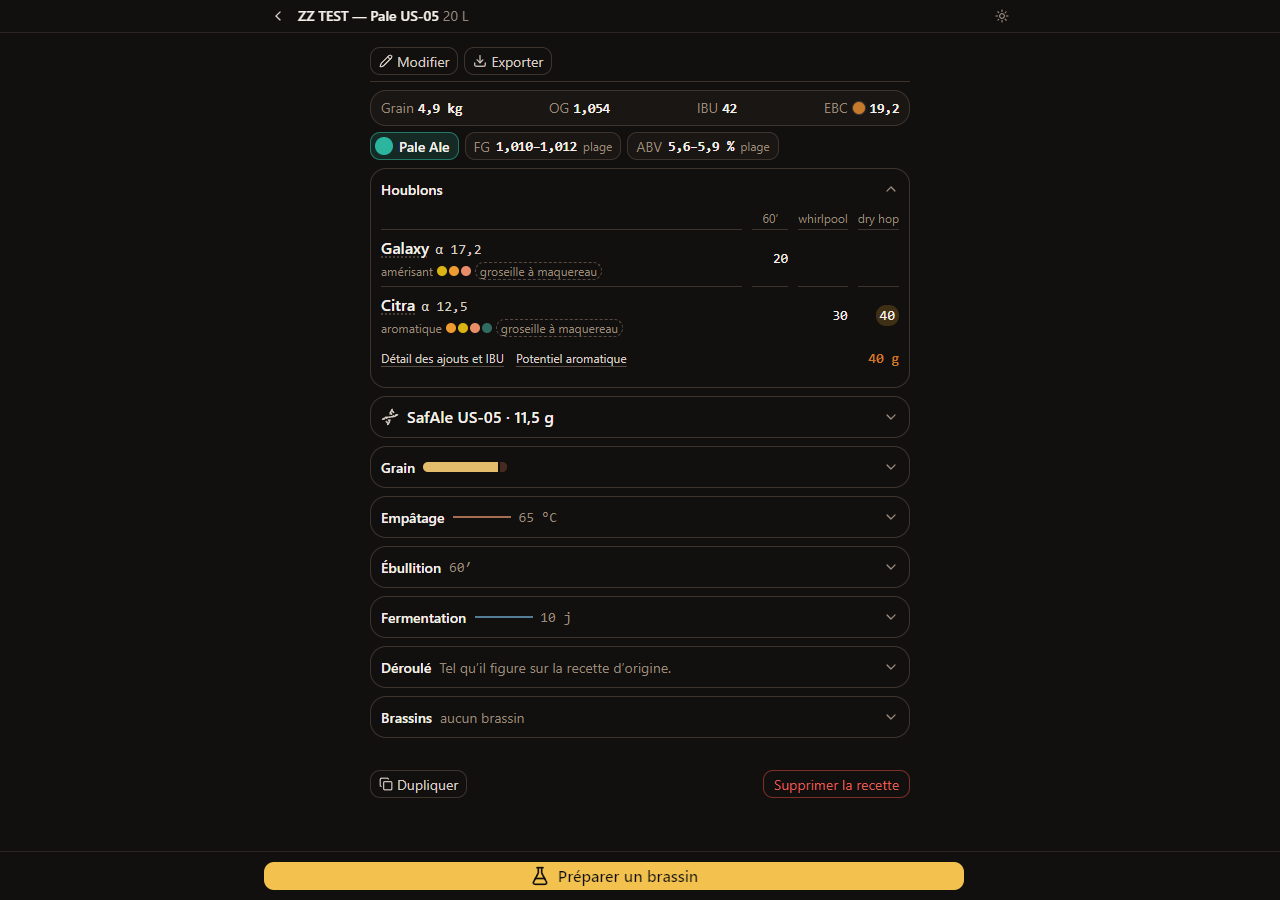 ZZ TEST — Pale US-05 20 L
Modifier Exporter
Grain 4,9 kg OG 1,054 IBU 42 EBC 19,2
Pale Ale FG 1,010–1,012 plage ABV 5,6–5,9 % plage
Houblons
60′ whirlpool dry hop
Galaxy α 17,2
20
amérisant groseille à maquereau
Citra α 12,5
30 40
aromatique groseille à maquereau
Détail des ajouts et IBU Potentiel aromatique 40 g
SafAle US-05 · 11,5 g
Grain
Empâtage 65 °C
Ébullition 60′
Fermentation 10 j
Déroulé Tel qu’il figure sur la recette d’origine.
Brassins aucun brassin
Dupliquer Supprimer la recette
Préparer un brassin